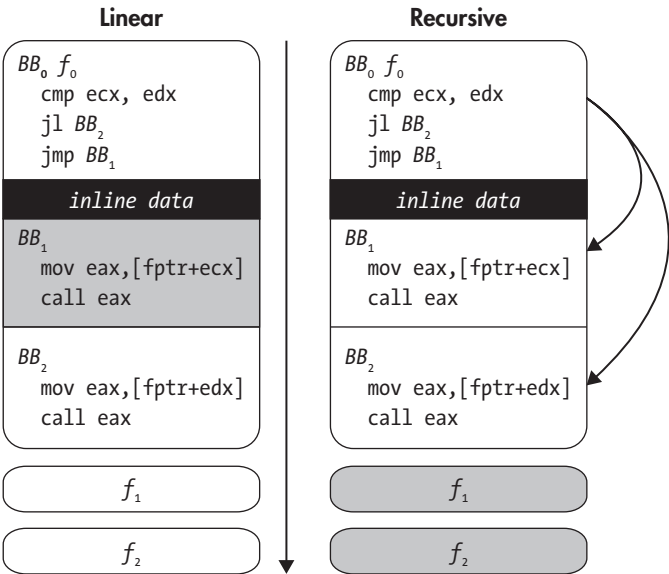 Linear
BB₀ f₀
cmp ecx, edx
jl BB₂
jmp BB₁
inline data
BB₁
mov eax,[fptr+ecx]
call eax
BB₂
mov eax,[fptr+edx]
call eax
f₁
f₂
Recursive
BB₀ f₀
cmp ecx, edx
jl BB₂
jmp BB₁
inline data
BB₁
mov eax,[fptr+ecx]
call eax
BB₂
mov eax,[fptr+edx]
call eax
f₁
f₂